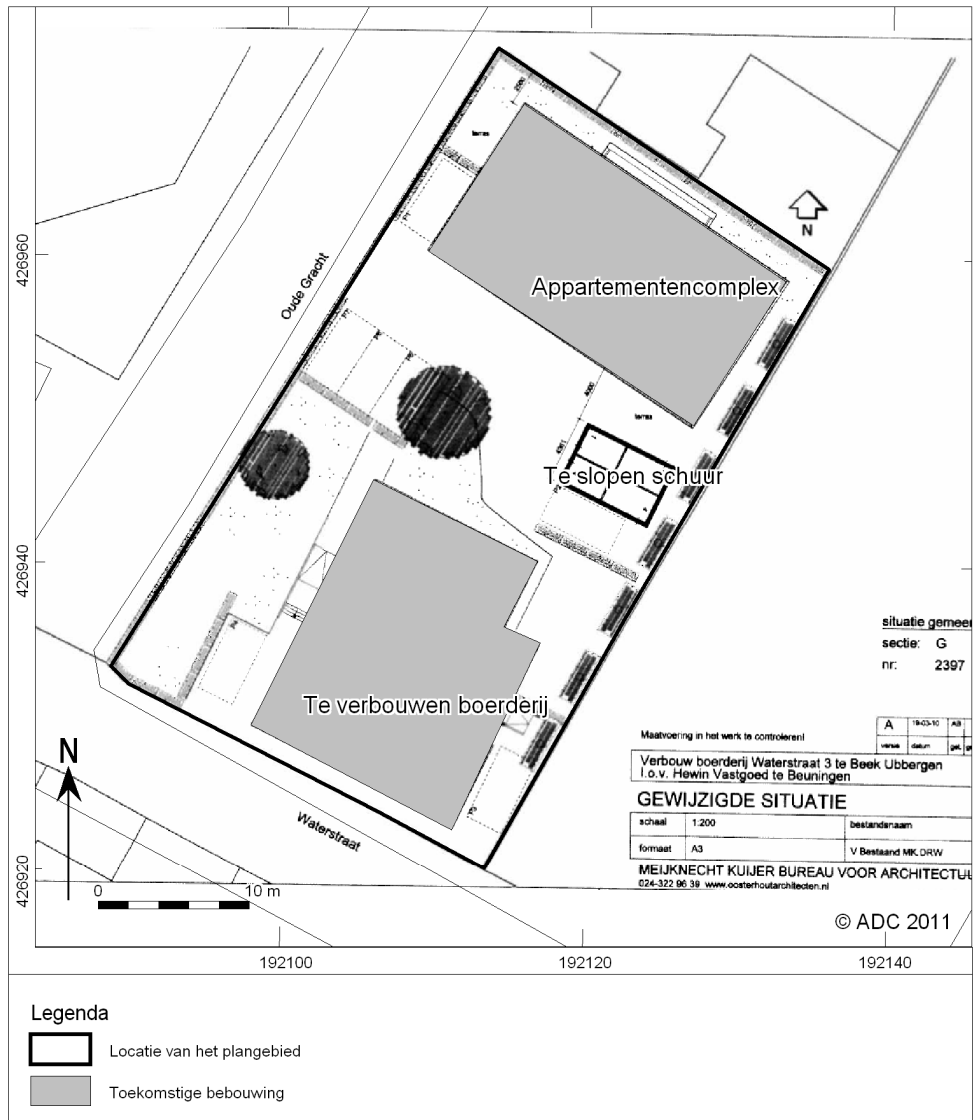 426960
426940
426920
Oude Gracht
terras
Appartementencomplex
N
terras
Te slopen schuur
Te verbouwen boerderij
Waterstraat
N
0 10 m
situatie gemeen
sectie: G
nr: 2397
Maatvoering in het werk te controleren!
A 19-03-10 AB
versie datum get.
Verbouw boerderij Waterstraat 3 te Beek Ubbergen
I.o.v. Hewin Vastgoed te Beuningen
GEWIJZIGDE SITUATIE
schaal 1:200 bestandsnaam
formaat A3 V Bestaand MK.DRW
MEIJKNECHT KUIJER BUREAU VOOR ARCHITECTUU
024-322 96 39 www.oosterhoutarchitecten.nl
© ADC 2011
192100 192120 192140
Legenda
Locatie van het plangebied
Toekomstige bebouwing